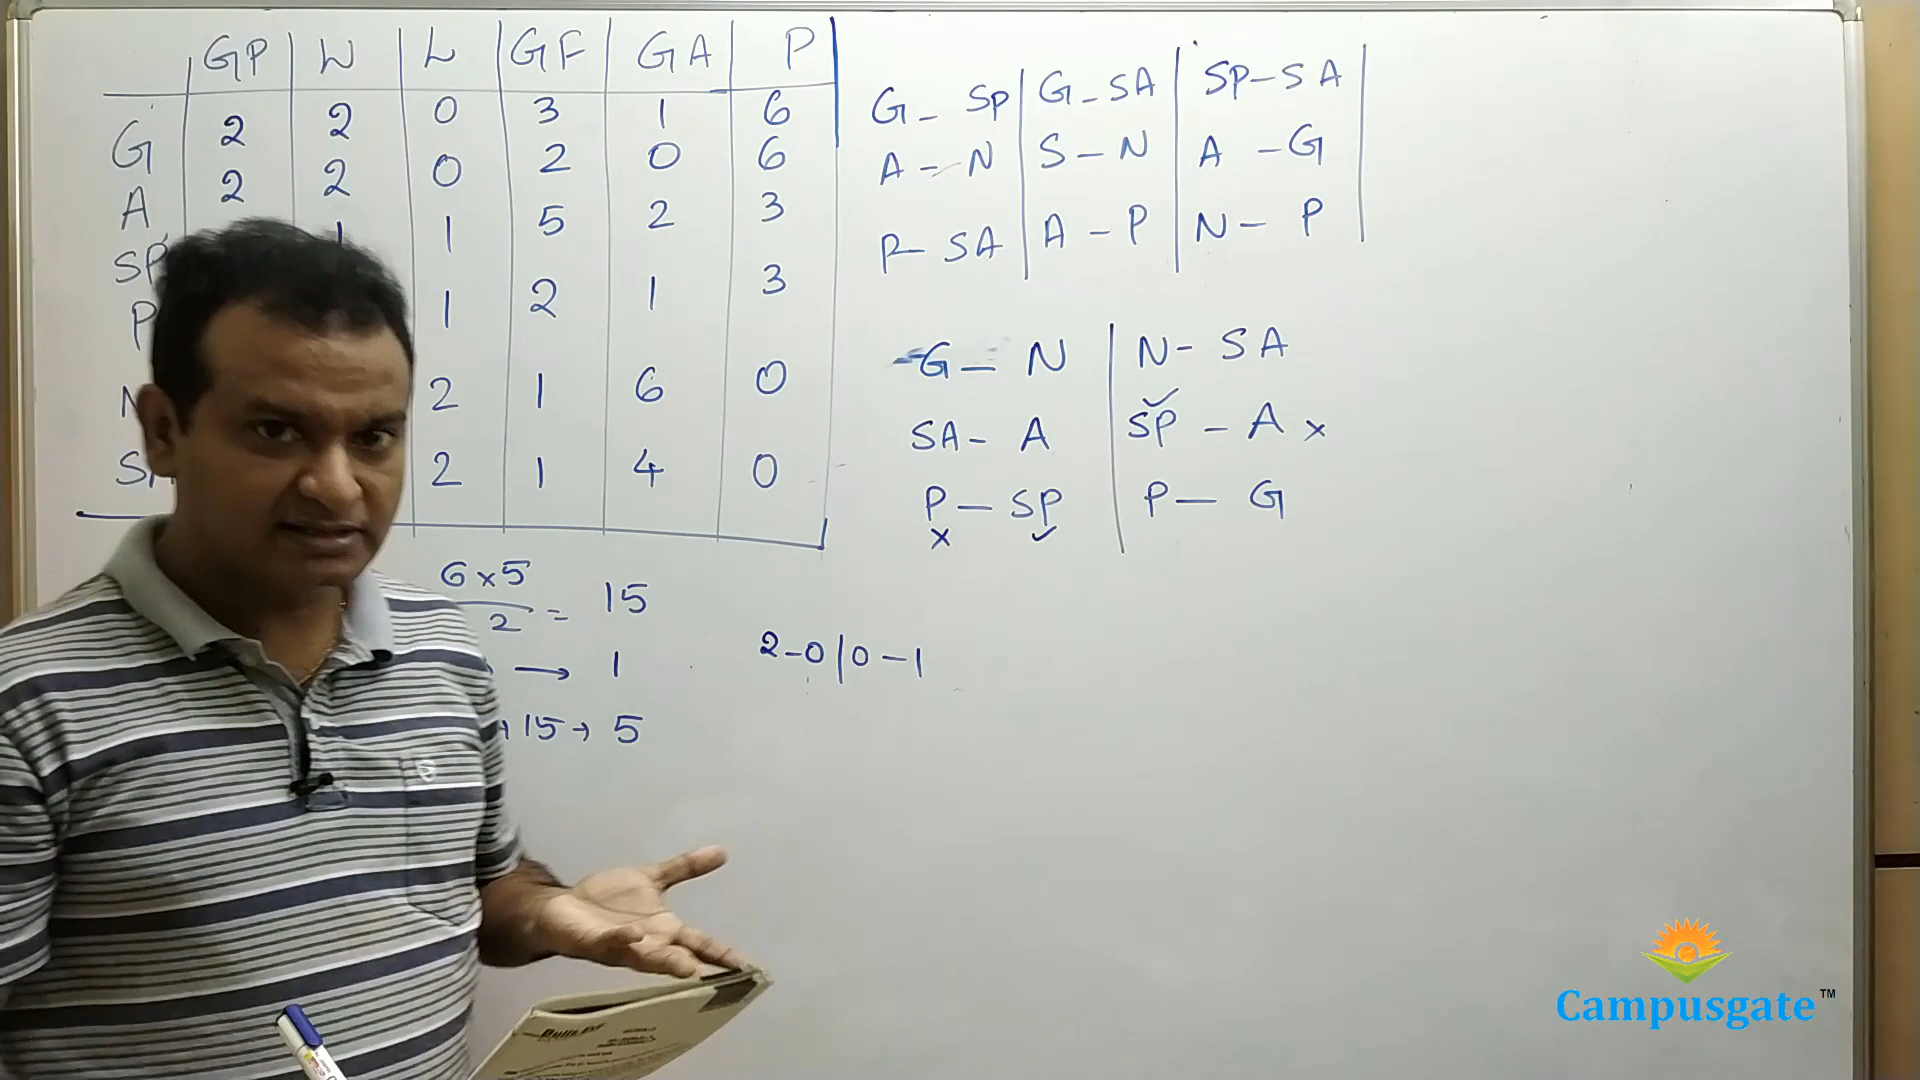 GP W L GF GA P
G 2 2 0 3 1 6
A 2 2 0 2 0 6
SP 1 1 5 2 3
P 1 2 1 3
N 2 1 6 0
SA 2 1 4 0
6 x 5 / 2 = 15
→ 1
→ 15 → 5
2-0 | 0-1
G - SP | G - SA | SP - SA
A - N | S - N | A - G
P - SA | A - P | N - P
G - N | N - SA
SA - A | SP - A x
P - SP | P - G
x ✓
Campusgate™